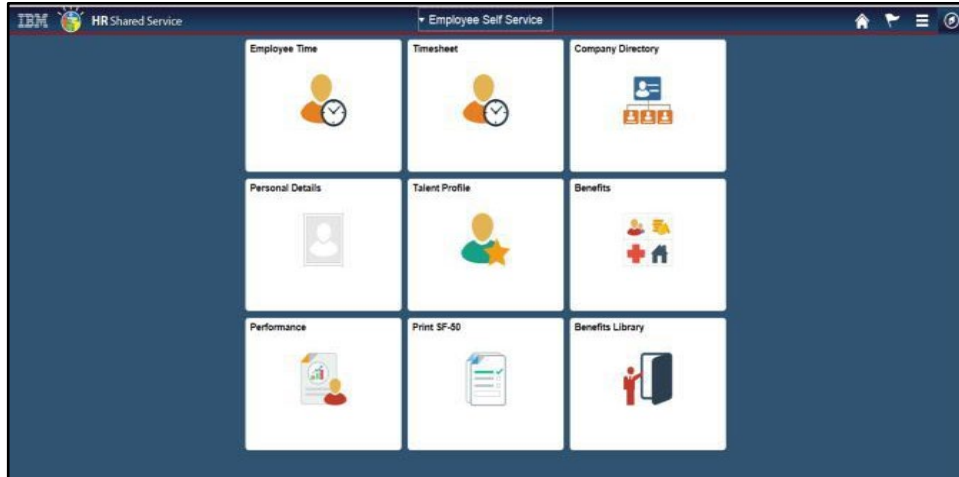 IBM HR Shared Service Employee Self Service
Employee Time Timesheet Company Directory
Personal Details Talent Profile Benefits
Performance Print SF-50 Benefits Library